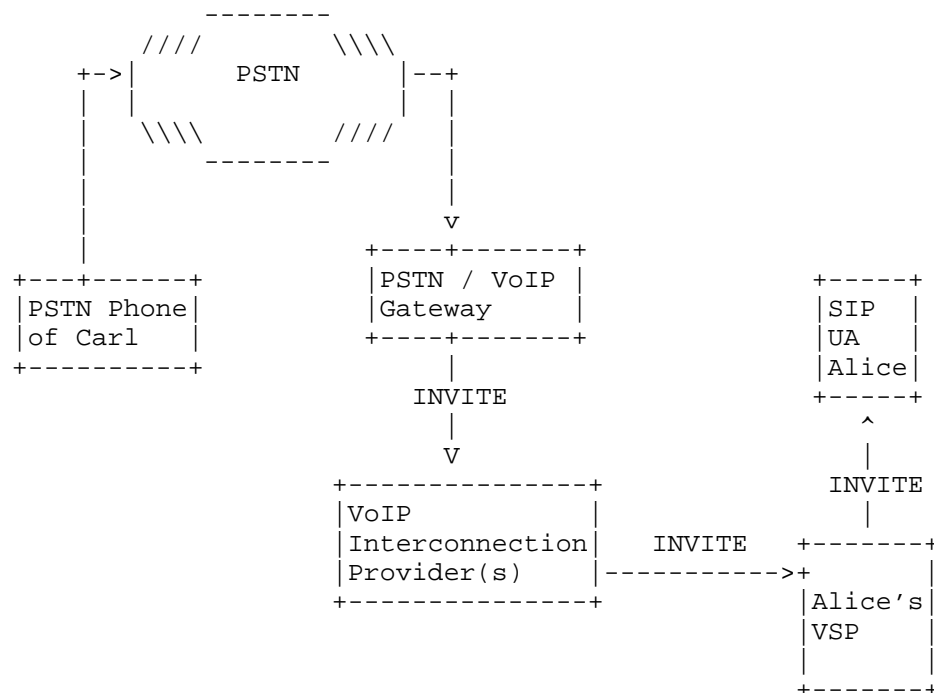 PSTN
PSTN Phone
of Carl
PSTN / VoIP
Gateway
SIP
UA
Alice
INVITE
INVITE
VoIP
Interconnection
Provider(s)
INVITE
Alice's
VSP